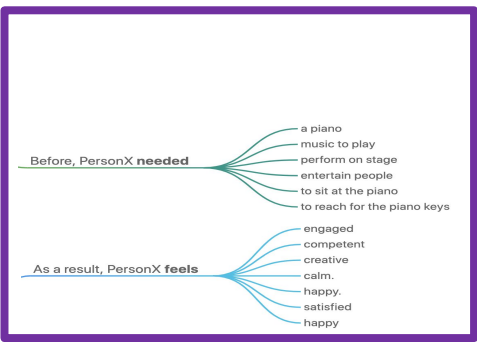 Before, PersonX needed
a piano
music to play
perform on stage
entertain people
to sit at the piano
to reach for the piano keys
As a result, PersonX feels
engaged
competent
creative
calm.
happy.
satisfied
happy